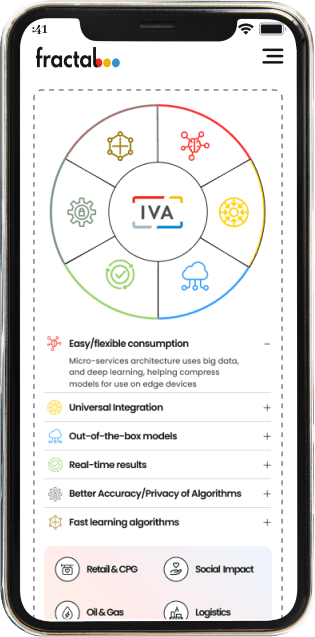 :41
fractal
IVA
Easy/flexible consumption
Micro-services architecture uses big data,
and deep learning, helping compress
models for use on edge devices
Universal Integration
Out-of-the-box models
Real-time results
Better Accuracy/Privacy of Algorithms
Fast learning algorithms
Retail & CPG
Social Impact
Oil & Gas
Logistics